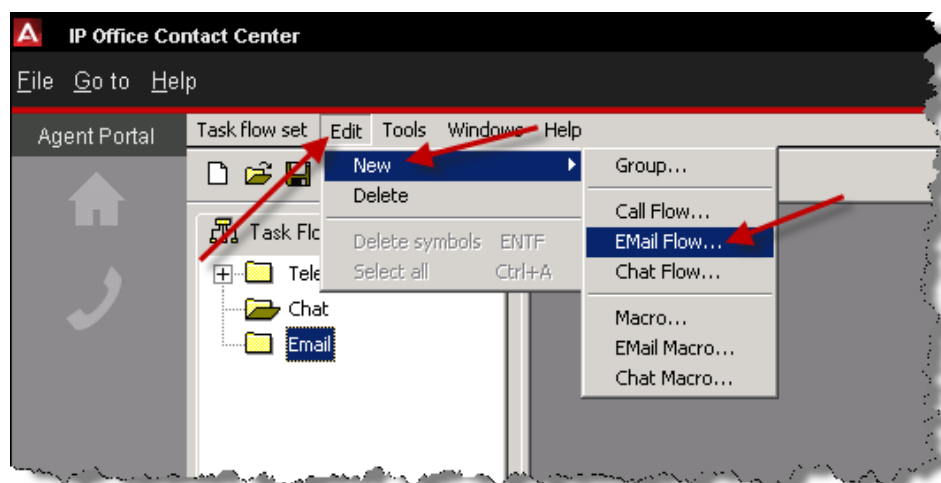 IP Office Contact Center
File Go to Help
Agent Portal
Task flow set Edit Tools Windows Help
New
Delete
Delete symbols ENTF
Select all Ctrl+A
Group...
Call Flow...
EMail Flow...
Chat Flow...
Macro...
EMail Macro...
Chat Macro...
Task Flo
Tele
Chat
Email